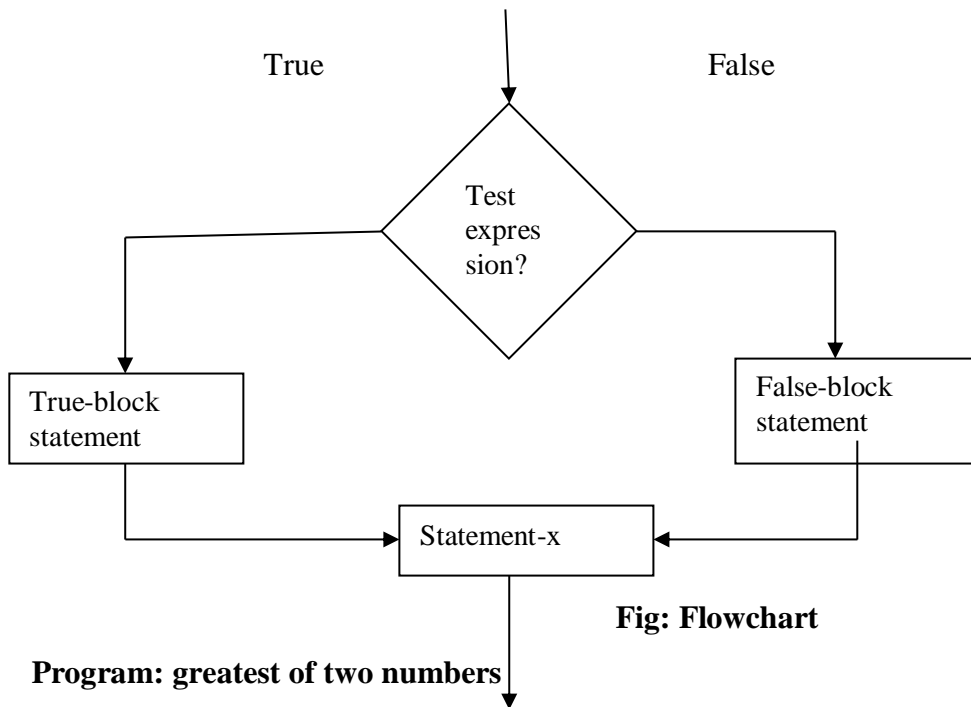 True
False
Test
expres
sion?
True-block
statement
False-block
statement
Statement-x
Fig: Flowchart
Program: greatest of two numbers